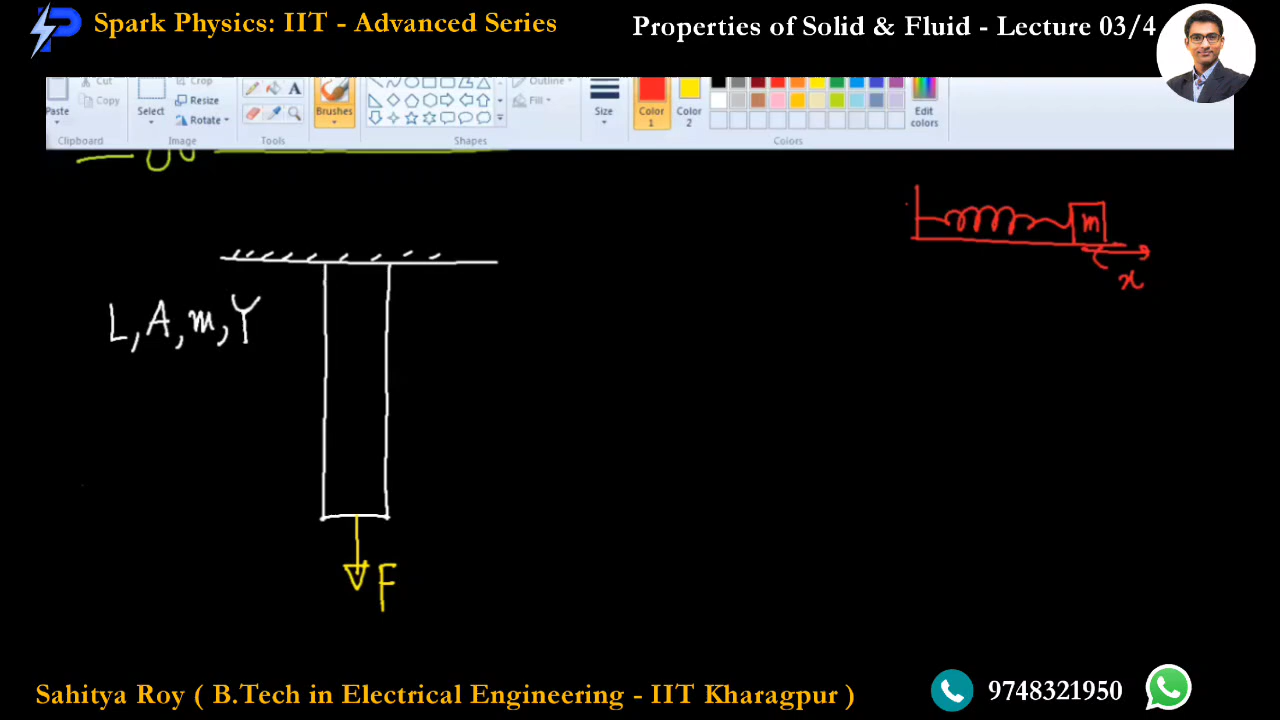 Spark Physics: IIT - Advanced Series
Properties of Solid & Fluid - Lecture 03/4
Paste
Cut
Copy
Clipboard
Select
Crop
Resize
Rotate
Image
A
Tools
Brushes
Outline
Fill
Shapes
Size
Color
1
Color
2
Edit
colors
Colors
m
x
L, A, m, Y
F
Sahitya Roy ( B.Tech in Electrical Engineering - IIT Kharagpur )
9748321950